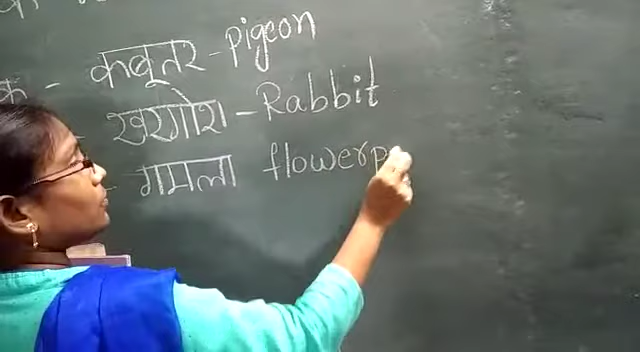 कबूतर - pigeon
खरगोश - Rabbit
गमला flowerp